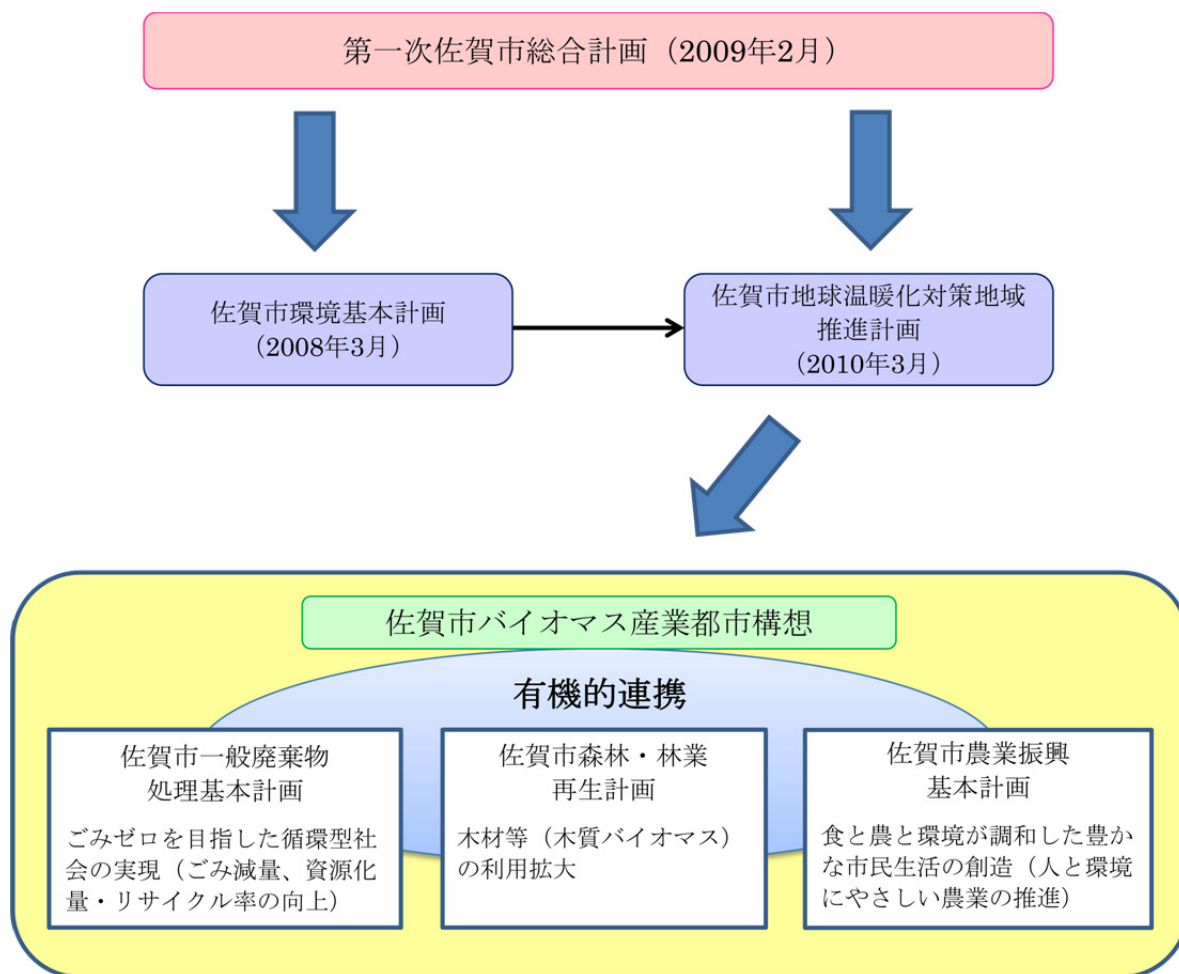 第一次佐賀市総合計画（2009年2月）
佐賀市環境基本計画
（2008年3月）
佐賀市地球温暖化対策地域
推進計画
（2010年3月）
佐賀市バイオマス産業都市構想
有機的連携
佐賀市一般廃棄物
処理基本計画
ごみゼロを目指した循環型社
会の実現（ごみ減量、資源化
量・リサイクル率の向上）
佐賀市森林・林業
再生計画
木材等（木質バイオマス）
の利用拡大
佐賀市農業振興
基本計画
食と農と環境が調和した豊か
な市民生活の創造（人と環境
にやさしい農業の推進）